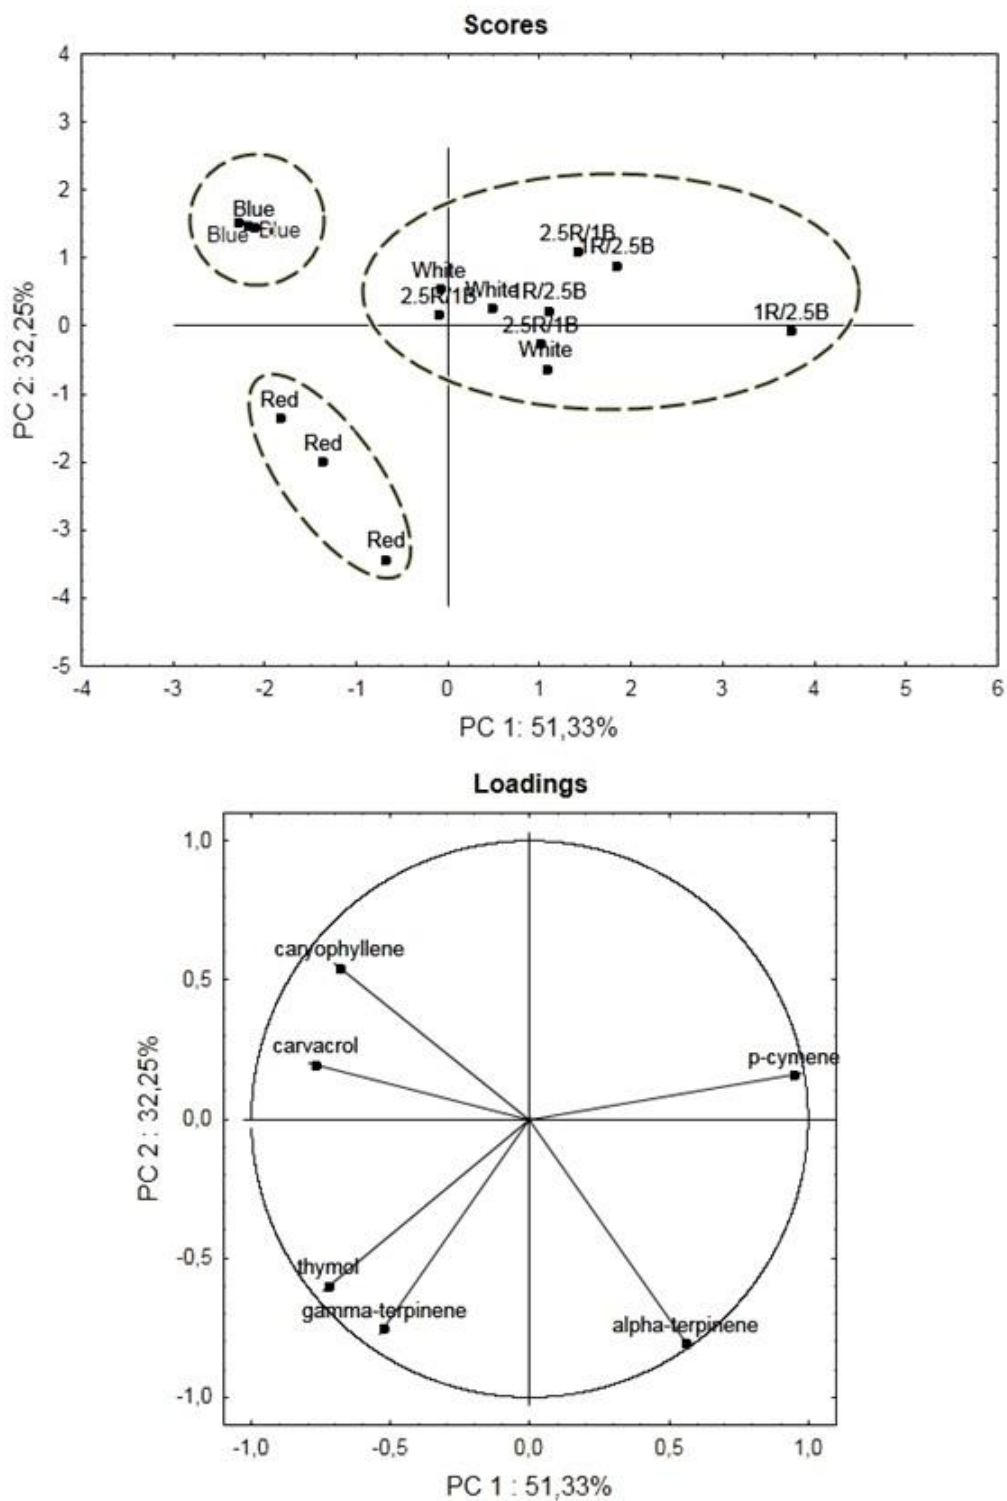 Scores
4
3
2
1
0
-1
-2
-3
-4
-5
PC 2: 32,25%
Blue
Blue
Blue
2.5R/1B
1R/2.5B
White
2.5R/1B
White
1R/2.5B
1R/2.5B
2.5R/1B
White
Red
Red
Red
-4 -3 -2 -1 0 1 2 3 4 5 6
PC 1: 51,33%
Loadings
1,0
0,5
0,0
-0,5
-1,0
PC 2 : 32,25%
caryophyllene
carvacrol
p-cymene
thymol
gamma-terpinene
alpha-terpinene
-1,0 -0,5 0,0 0,5 1,0
PC 1 : 51,33%